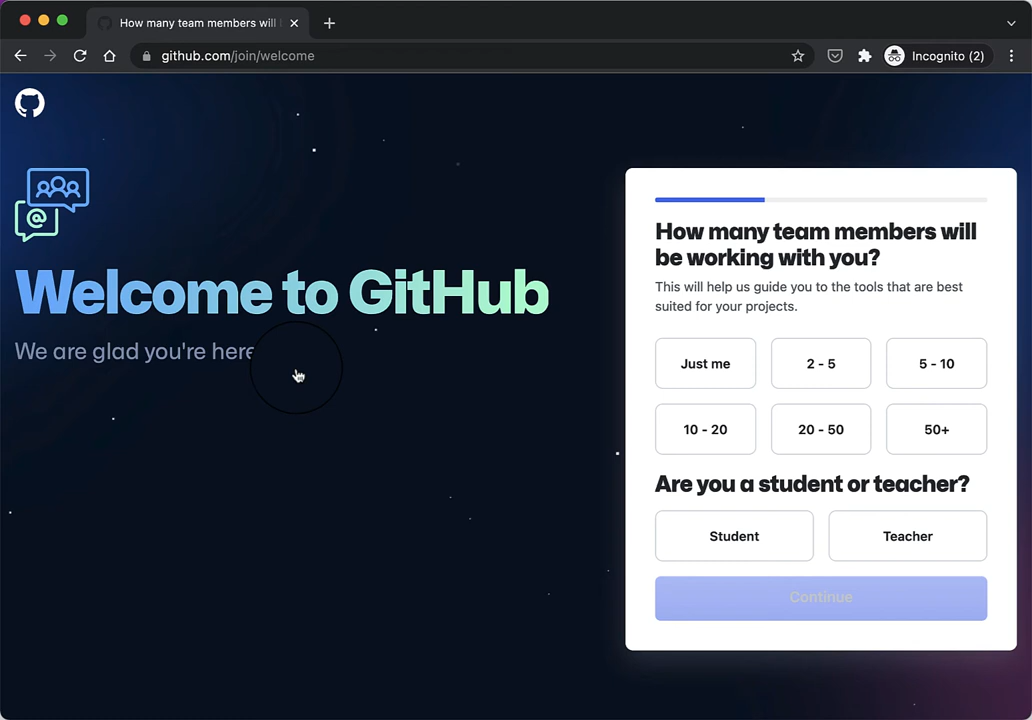 How many team members will
github.com/join/welcome
Incognito (2)
@
Welcome to GitHub
We are glad you're here
How many team members will
be working with you?
This will help us guide you to the tools that are best
suited for your projects.
Just me
2 - 5
5 - 10
10 - 20
20 - 50
50+
Are you a student or teacher?
Student
Teacher
Continue